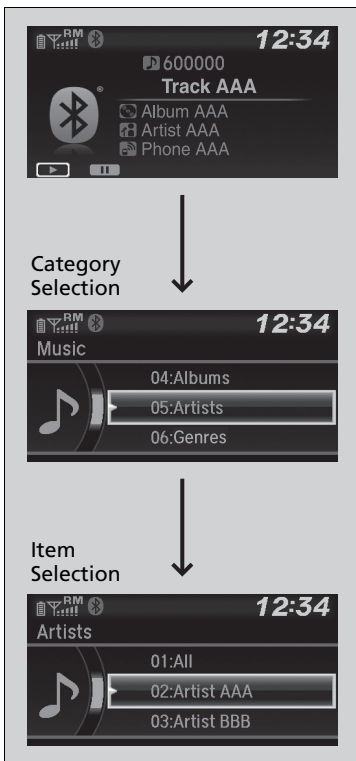 RM 12:34
600000
Track AAA
Album AAA
Artist AAA
Phone AAA
Category
Selection
RM 12:34
Music
04:Albums
05:Artists
06:Genres
Item
Selection
RM 12:34
Artists
01:All
02:Artist AAA
03:Artist BBB